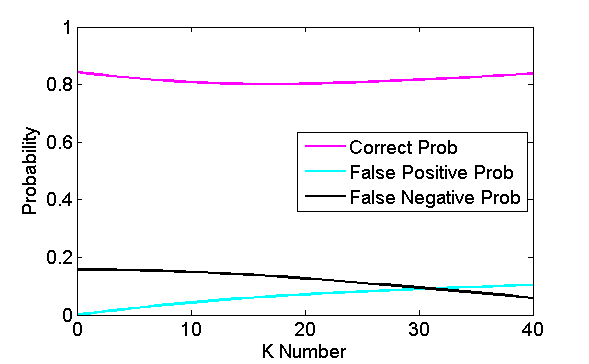 1
0.8
0.6
0.4
0.2
0
Probability
Correct Prob
False Positive Prob
False Negative Prob
0 10 20 30 40
K Number